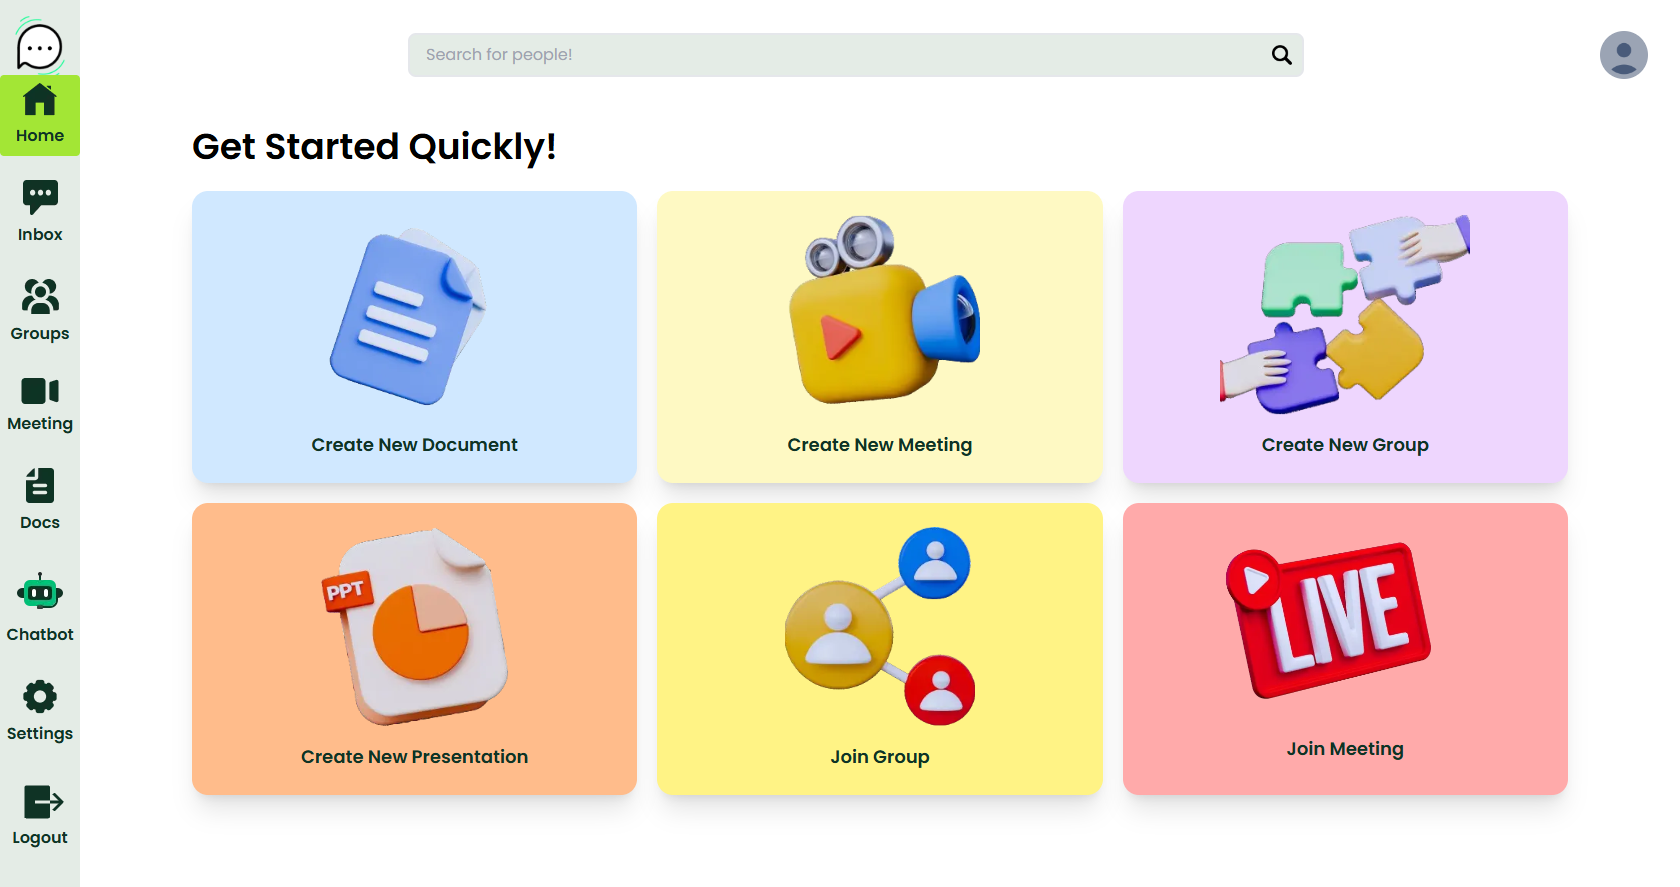 Search for people!
Home
Get Started Quickly!
Inbox
Groups
Meeting
Docs
Chatbot
Settings
Logout
Create New Document
Create New Meeting
Create New Group
PPT
Create New Presentation
Join Group
LIVE
Join Meeting